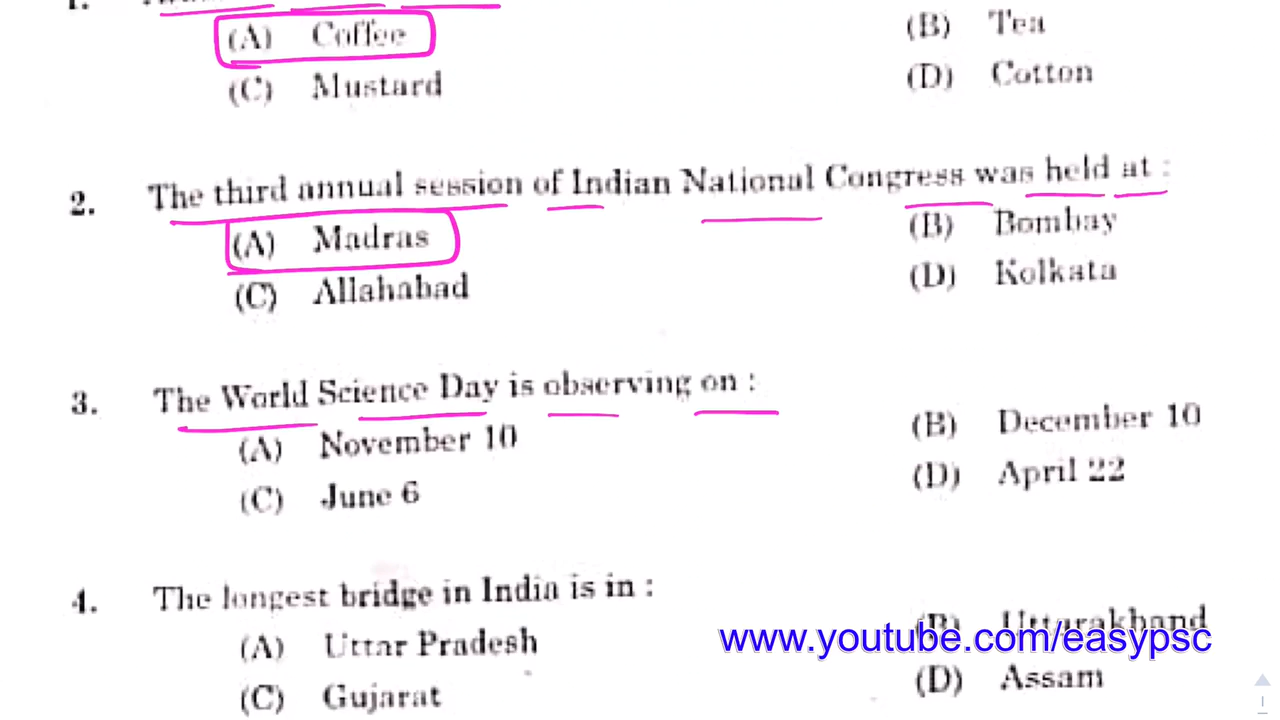 1.
(A) Coffee (B) Tea
(C) Mustard (D) Cotton
2. The third annual session of Indian National Congress was held at :
(A) Madras (B) Bombay
(C) Allahabad (D) Kolkata
3. The World Science Day is observing on :
(A) November 10 (B) December 10
(C) June 6 (D) April 22
4. The longest bridge in India is in :
(A) Uttar Pradesh (B) Uttarakhand
www.youtube.com/easypsc
(C) Gujarat (D) Assam